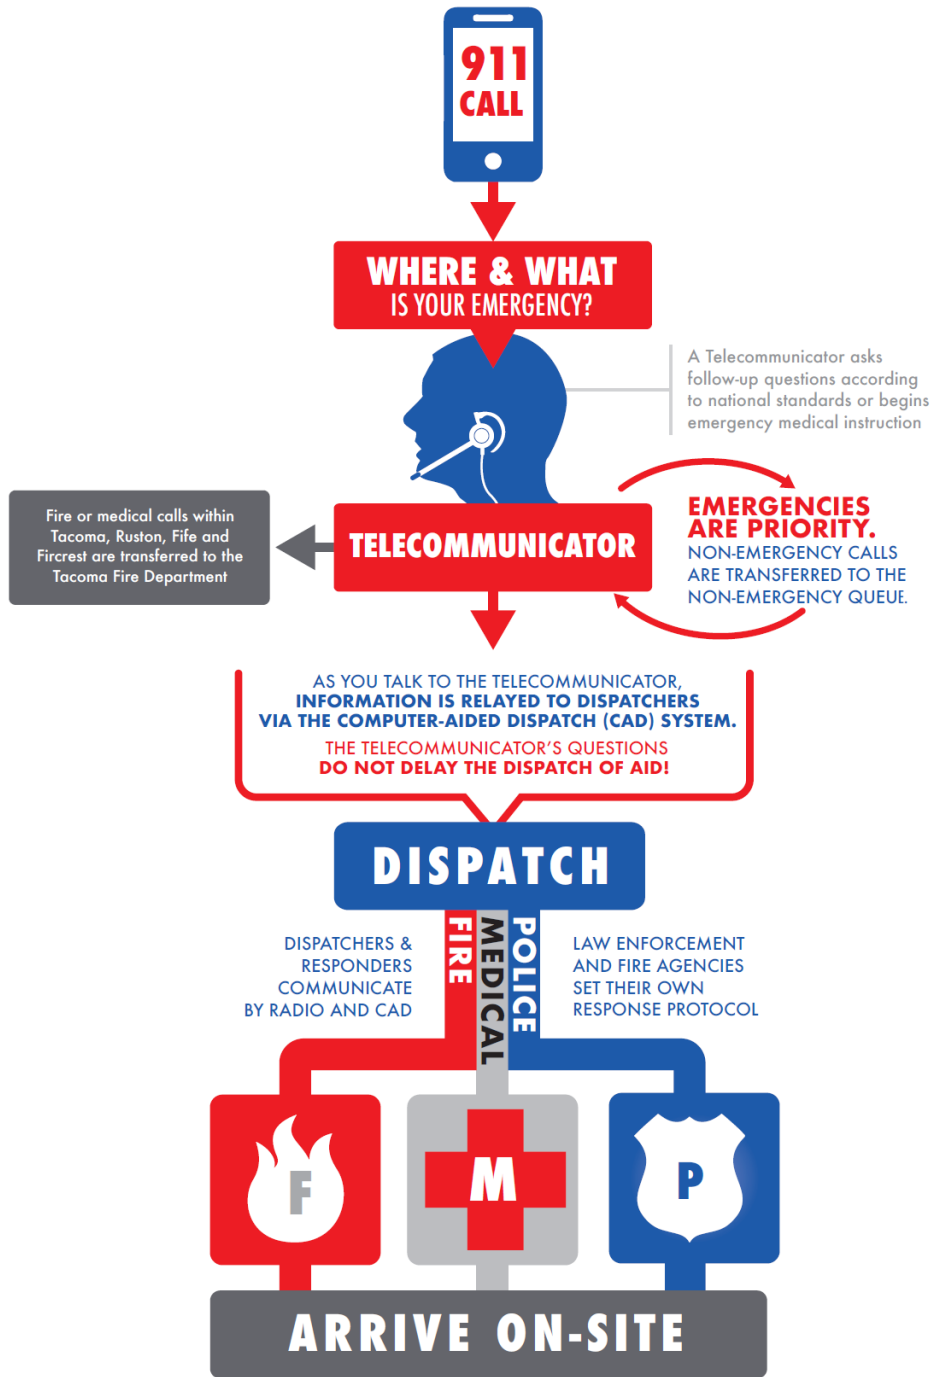 911
CALL
WHERE & WHAT
IS YOUR EMERGENCY?
A Telecommunicator asks
follow-up questions according
to national standards or begins
emergency medical instruction
Fire or medical calls within
Tacoma, Ruston, Fife and
Fircrest are transferred to the
Tacoma Fire Department
TELECOMMUNICATOR
EMERGENCIES
ARE PRIORITY.
NON-EMERGENCY CALLS
ARE TRANSFERRED TO THE
NON-EMERGENCY QUEUE.
AS YOU TALK TO THE TELECOMMUNICATOR,
INFORMATION IS RELAYED TO DISPATCHERS
VIA THE COMPUTER-AIDED DISPATCH (CAD) SYSTEM.
THE TELECOMMUNICATOR'S QUESTIONS
DO NOT DELAY THE DISPATCH OF AID!
DISPATCH
DISPATCHERS &
RESPONDERS
COMMUNICATE
BY RADIO AND CAD
FIRE
MEDICAL
POLICE
LAW ENFORCEMENT
AND FIRE AGENCIES
SET THEIR OWN
RESPONSE PROTOCOL
F
M
P
ARRIVE ON-SITE